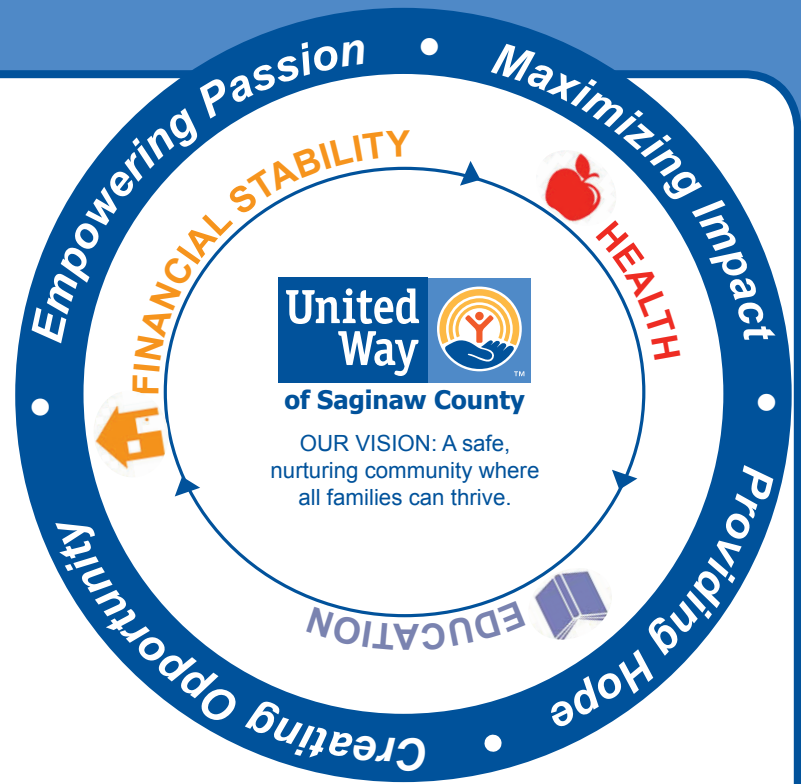 Empowering Passion • Maximizing Impact • Providing Hope • Creating Opportunity •
FINANCIAL STABILITY
HEALTH
EDUCATION
United
Way
TM
of Saginaw County
OUR VISION: A safe,
nurturing community where
all families can thrive.